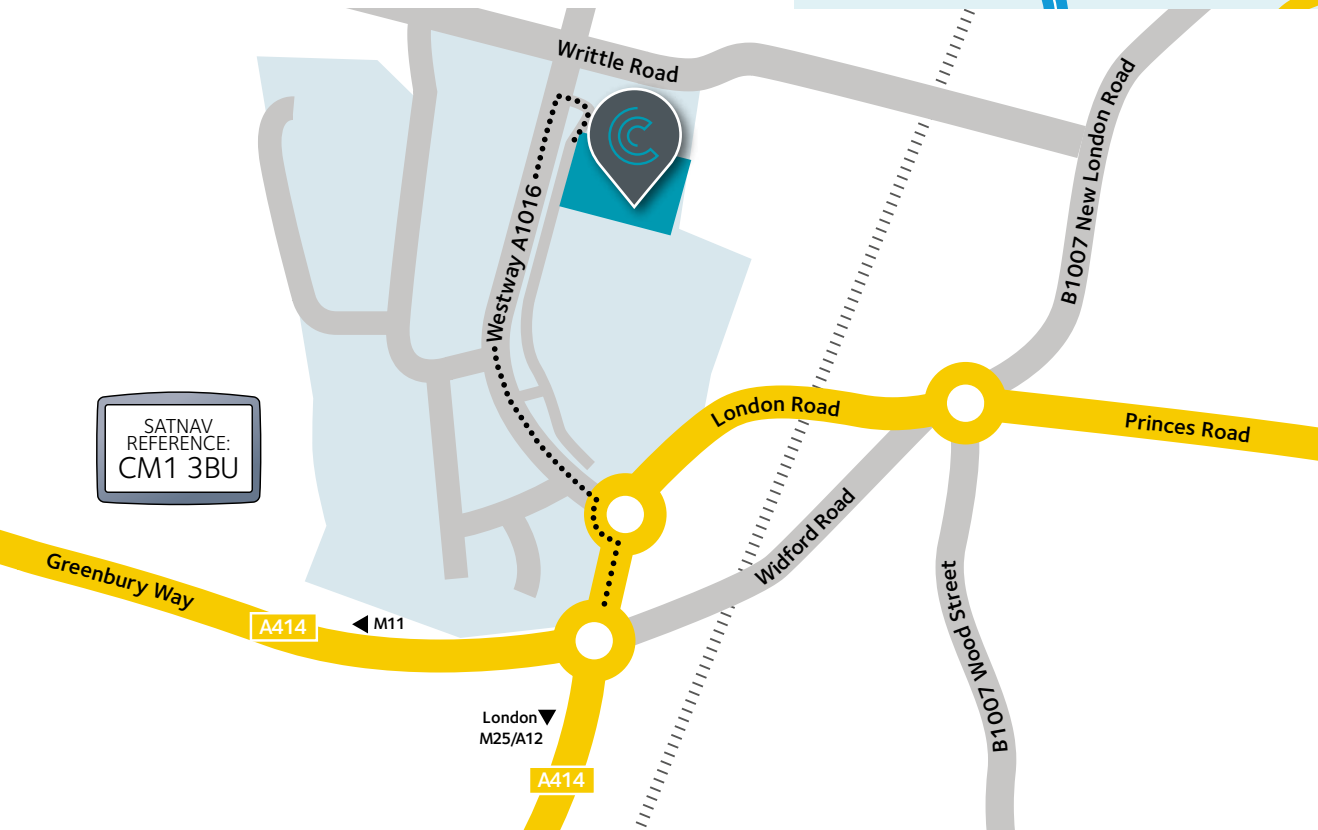 Writtle Road
B1007 New London Road
Westway A1016
London Road
Princes Road
SATNAV
REFERENCE:
CM1 3BU
Widford Road
Greenbury Way
A414
M11
B1007 Wood Street
London
M25/A12
A414